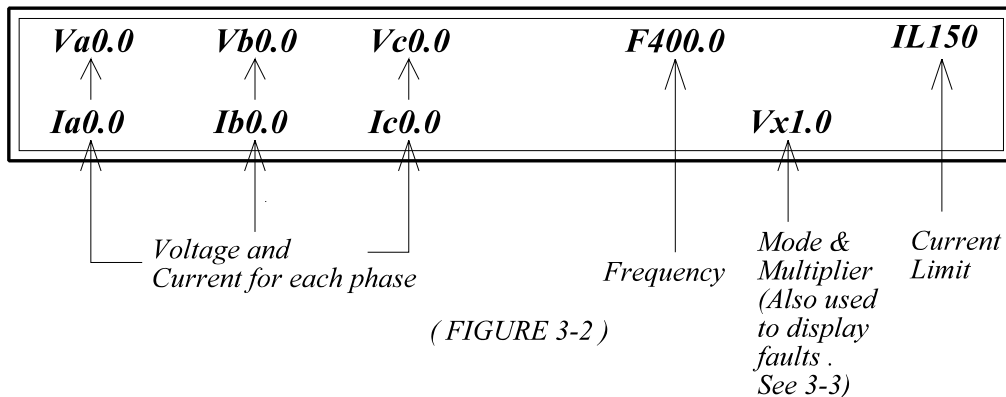 Va0.0 Vb0.0 Vc0.0 F400.0 IL150
Ia0.0 Ib0.0 Ic0.0 Vx1.0
Voltage and
Current for each phase
Frequency
Mode &
Multiplier
(Also used
to display
faults .
See 3-3)
Current
Limit
( FIGURE 3-2 )